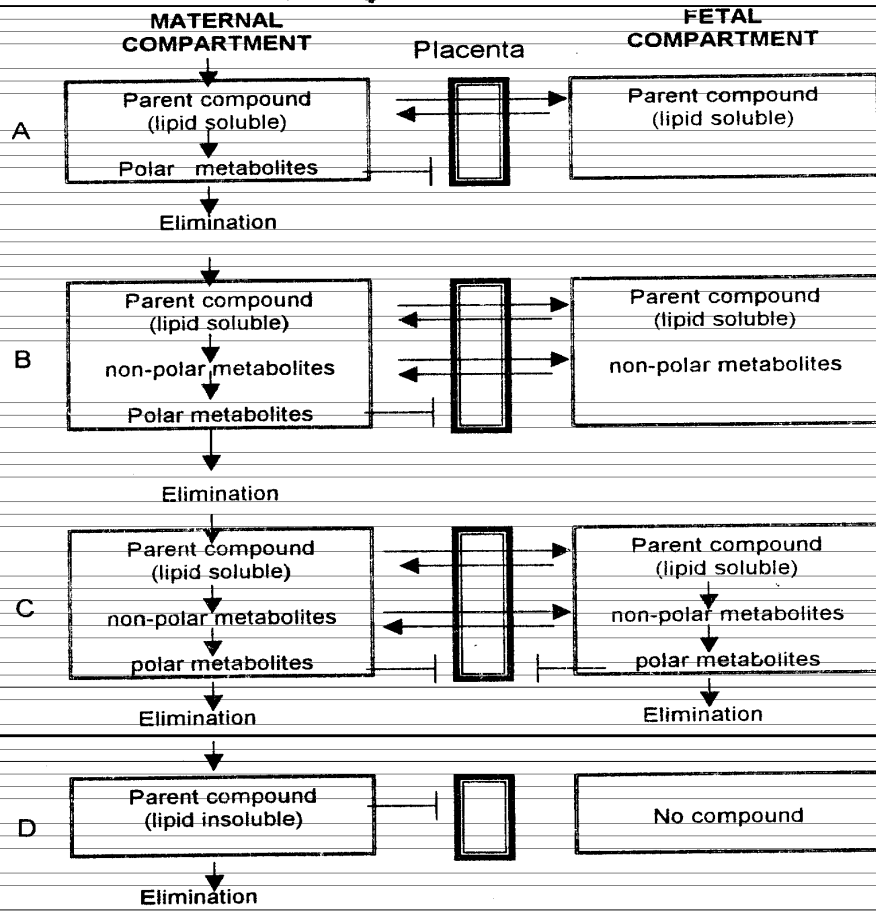 MATERNAL
COMPARTMENT
Placenta
FETAL
COMPARTMENT
A
Parent compound
(lipid soluble)
Polar metabolites
Elimination
Parent compound
(lipid soluble)
B
Parent compound
(lipid soluble)
non-polar metabolites
Polar metabolites
Elimination
Parent compound
(lipid soluble)
non-polar metabolites
C
Parent compound
(lipid soluble)
non-polar metabolites
polar metabolites
Elimination
Parent compound
(lipid soluble)
non-polar metabolites
polar metabolites
Elimination
D
Parent compound
(lipid insoluble)
Elimination
No compound